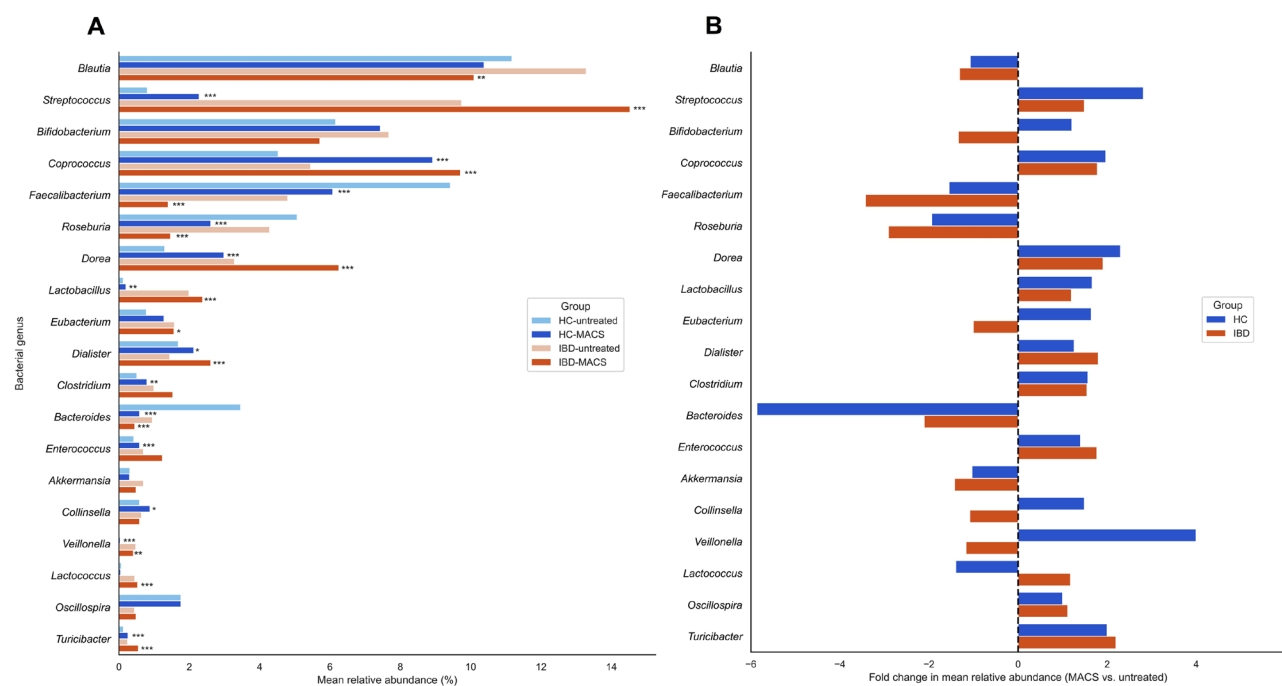 A
Bacterial genus
Blautia
**
Streptococcus
***
***
Bifidobacterium
Coprococcus
***
***
Faecalibacterium
***
***
Roseburia
***
***
Dorea
***
***
Lactobacillus
**
***
Eubacterium
*
Dialister
*
***
Clostridium
**
Bacteroides
***
***
Enterococcus
***
Akkermansia
Collinsella
*
Veillonella
***
**
Lactococcus
***
Oscillospira
Turicibacter
***
***
Group
HC-untreated
HC-MACS
IBD-untreated
IBD-MACS
0 2 4 6 8 10 12 14
Mean relative abundance (%)
B
Blautia
Streptococcus
Bifidobacterium
Coprococcus
Faecalibacterium
Roseburia
Dorea
Lactobacillus
Eubacterium
Dialister
Clostridium
Bacteroides
Enterococcus
Akkermansia
Collinsella
Veillonella
Lactococcus
Oscillospira
Turicibacter
Group
HC
IBD
−6 −4 −2 0 2 4
Fold change in mean relative abundance (MACS vs. untreated)